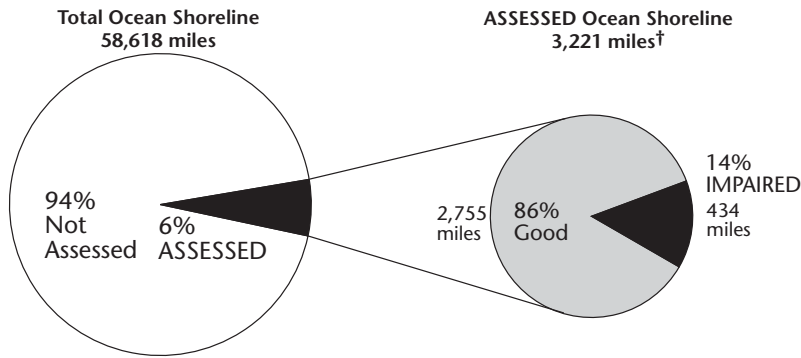 Total Ocean Shoreline
58,618 miles
94%
Not
Assessed
6%
ASSESSED
ASSESSED Ocean Shoreline
3,221 miles†
2,755
miles
86%
Good
14%
IMPAIRED
434
miles